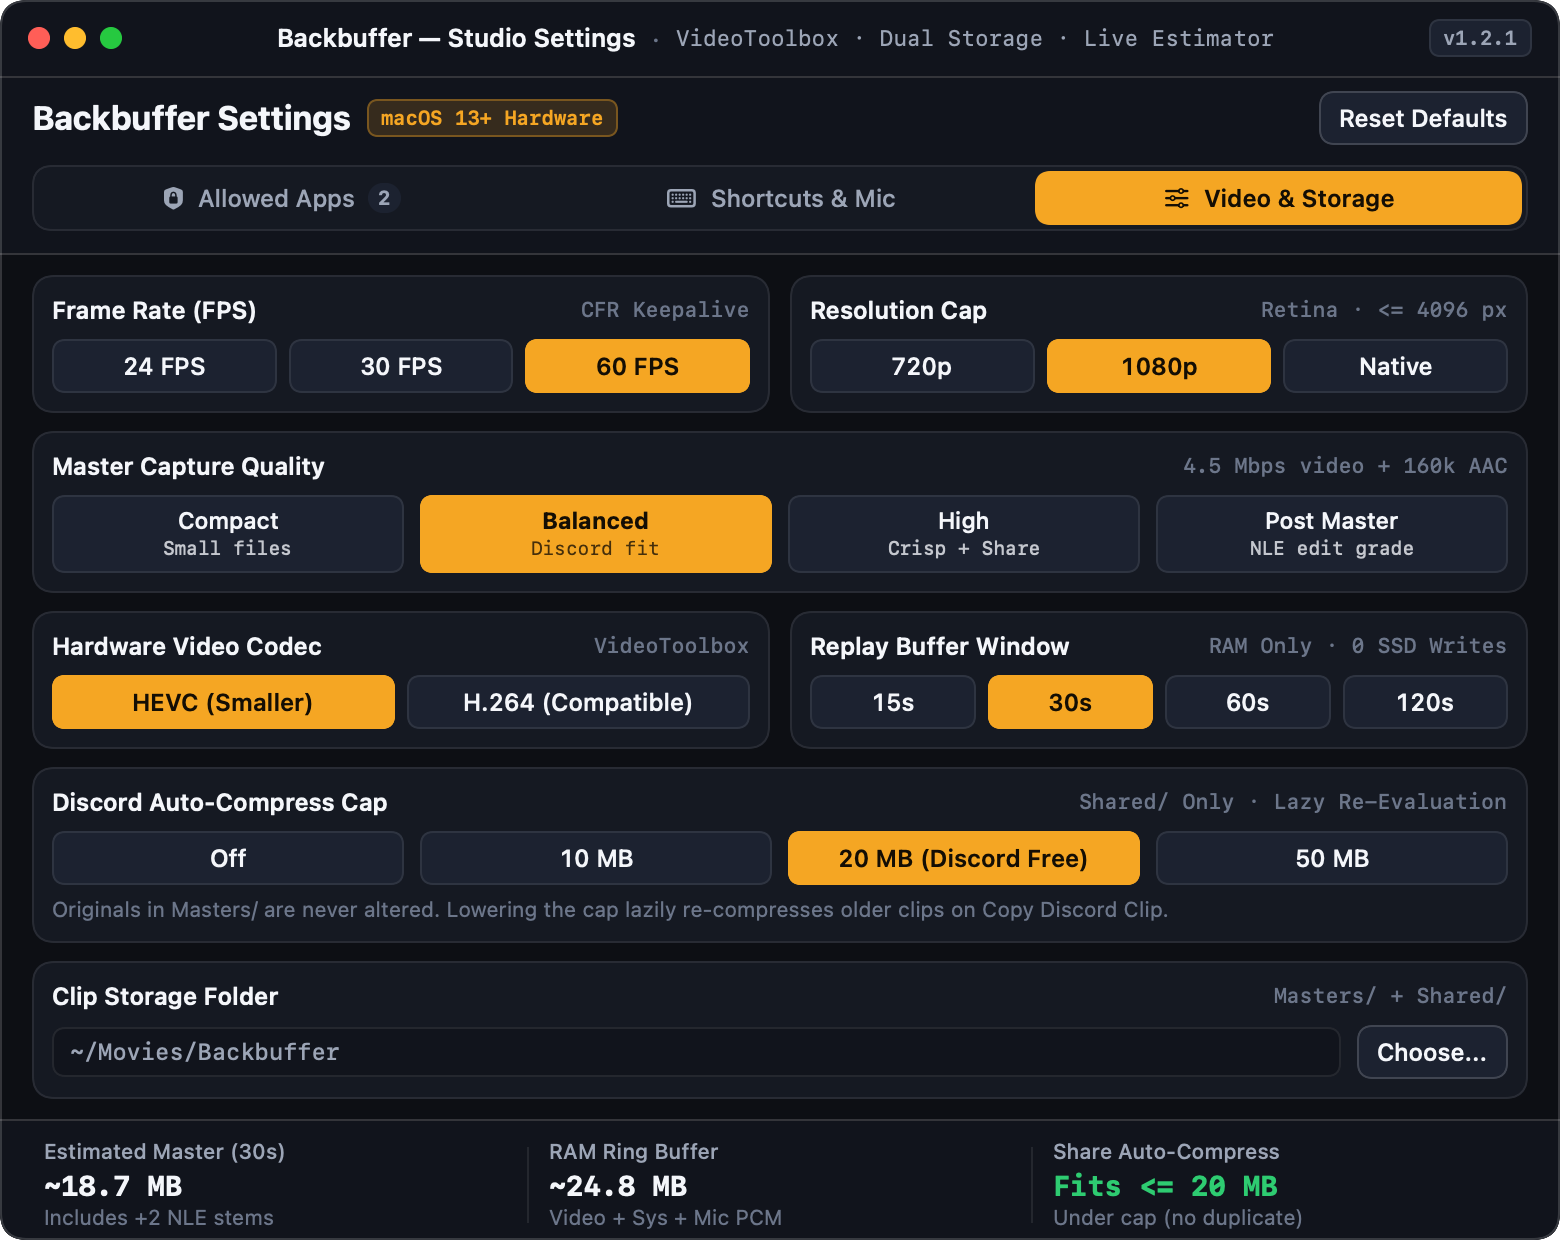 Backbuffer — Studio Settings · VideoToolbox · Dual Storage · Live Estimator
v1.2.1
Backbuffer Settings
macOS 13+ Hardware
Reset Defaults
Allowed Apps 2
Shortcuts & Mic
Video & Storage
Frame Rate (FPS)
CFR Keepalive
24 FPS
30 FPS
60 FPS
Resolution Cap
Retina · <= 4096 px
720p
1080p
Native
Master Capture Quality
4.5 Mbps video + 160k AAC
Compact
Small files
Balanced
Discord fit
High
Crisp + Share
Post Master
NLE edit grade
Hardware Video Codec
VideoToolbox
HEVC (Smaller)
H.264 (Compatible)
Replay Buffer Window
RAM Only · 0 SSD Writes
15s
30s
60s
120s
Discord Auto-Compress Cap
Shared/ Only · Lazy Re-Evaluation
Off
10 MB
20 MB (Discord Free)
50 MB
Originals in Masters/ are never altered. Lowering the cap lazily re-compresses older clips on Copy Discord Clip.
Clip Storage Folder
Masters/ + Shared/
~/Movies/Backbuffer
Choose...
Estimated Master (30s)
~18.7 MB
Includes +2 NLE stems
RAM Ring Buffer
~24.8 MB
Video + Sys + Mic PCM
Share Auto-Compress
Fits <= 20 MB
Under cap (no duplicate)